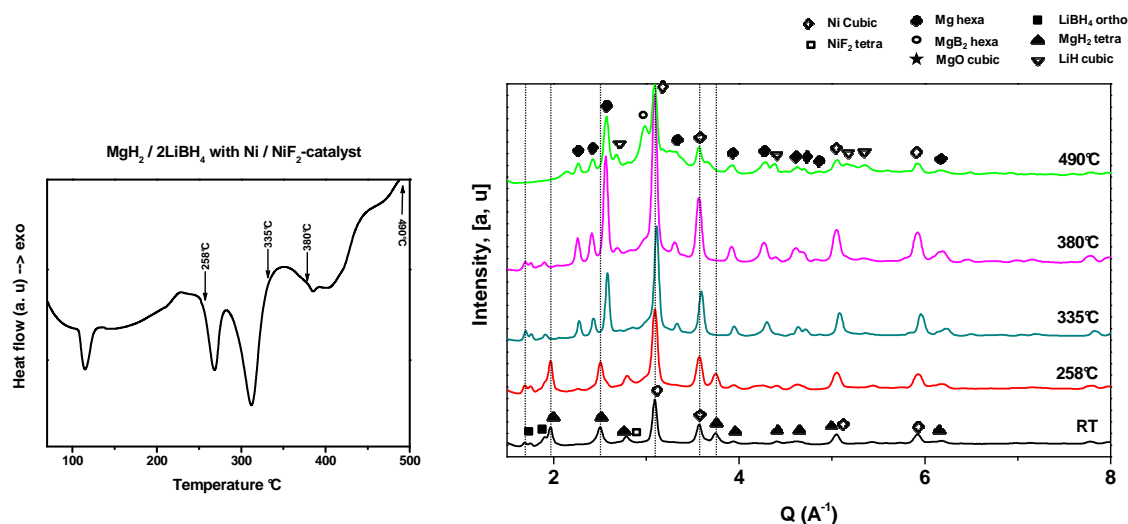 MgH₂ / 2LiBH₄ with Ni / NiF₂-catalyst
Heat flow (a. u) --> exo
258°C
335°C
380°C
490°C
100 200 300 400 500
Temperature °C
Ni Cubic
NiF₂ tetra
Mg hexa
MgB₂ hexa
MgO cubic
LiBH₄ ortho
MgH₂ tetra
LiH cubic
Intensity, [a, u]
490°C
380°C
335°C
258°C
RT
2 4 6 8
Q (A⁻¹)